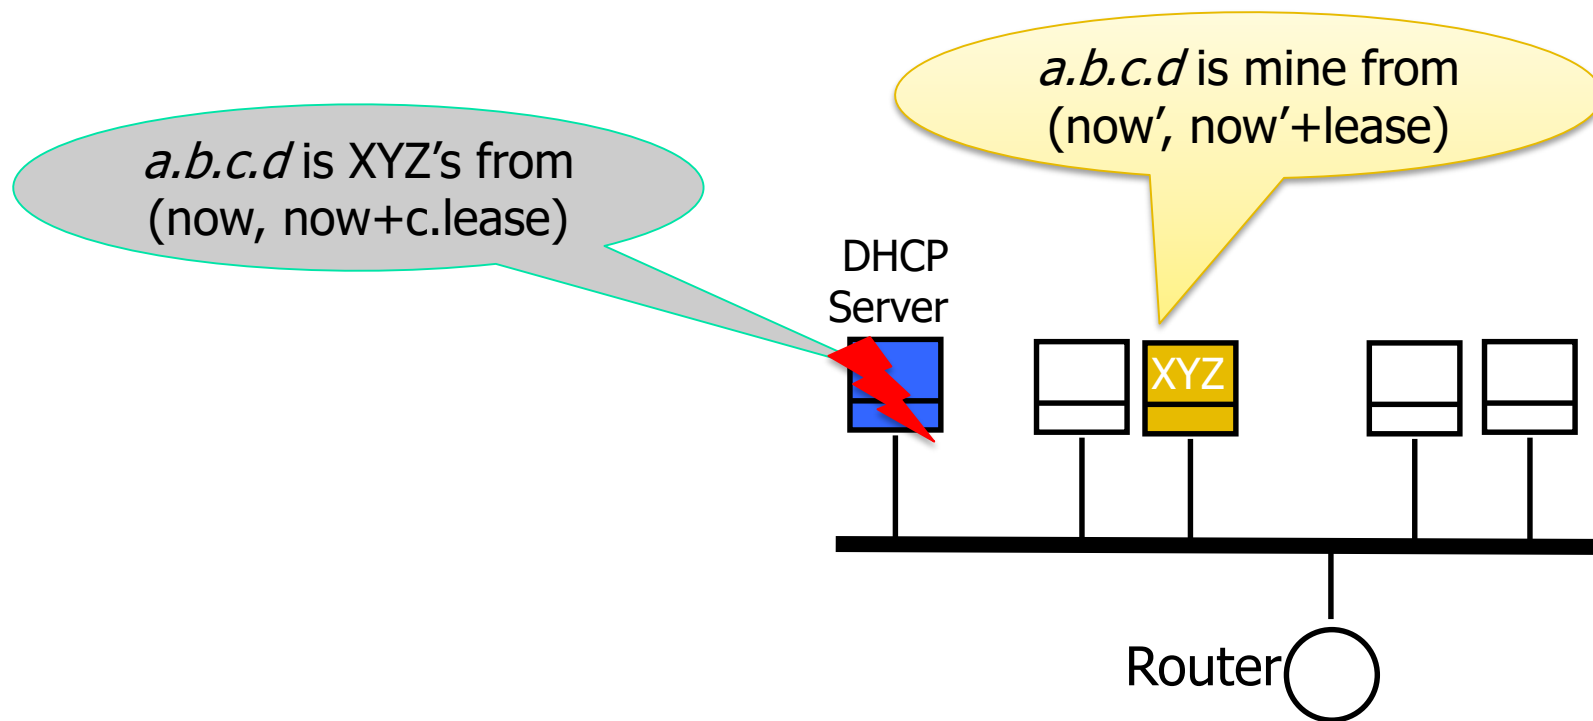 a.b.c.d is mine from
(now’, now’+lease)
a.b.c.d is XYZ’s from
(now, now+c.lease)
DHCP
Server
XYZ
Router